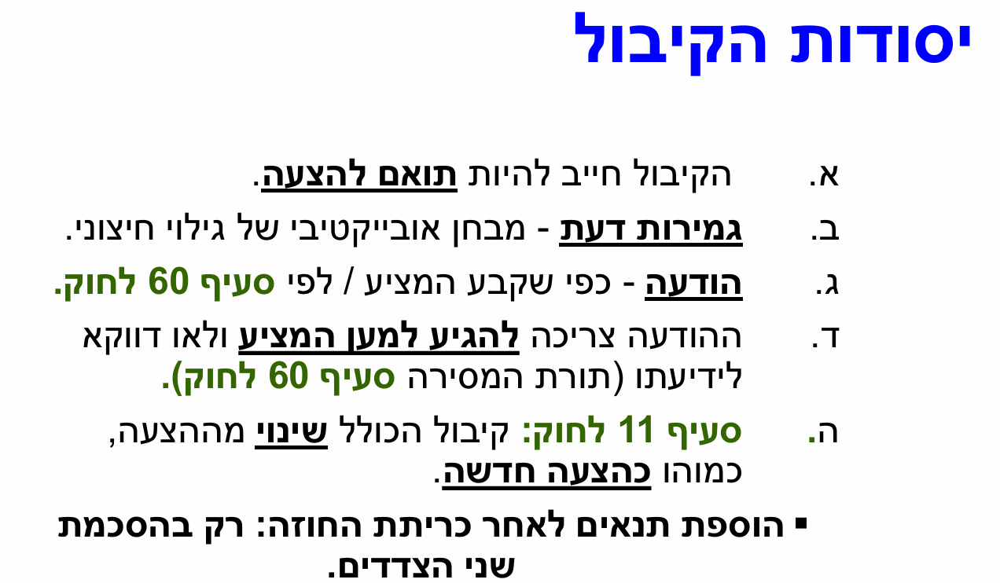 יסודות הקיבול
א. הקיבול חייב להיות תואם להצעה.
ב. גמירות דעת - מבחן אובייקטיבי של גילוי חיצוני.
ג. הודעה - כפי שקבע המציע / לפי סעיף 60 לחוק.
ד. ההודעה צריכה להגיע למען המציע ולאו דווקא
לידיעתו (תורת המסירה סעיף 60 לחוק).
ה. סעיף 11 לחוק: קיבול הכולל שינוי מההצעה,
כמוהו כהצעה חדשה.
▪ הוספת תנאים לאחר כריתת החוזה: רק בהסכמת
שני הצדדים.